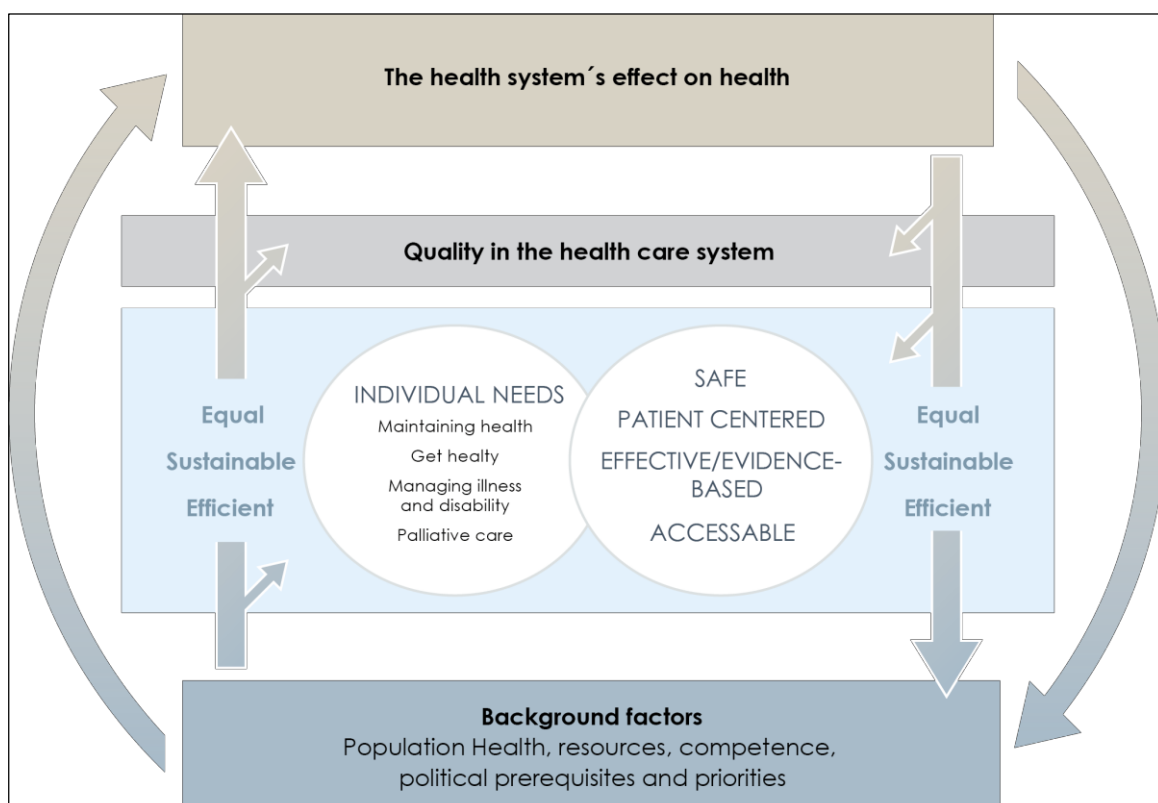 The health system´s effect on health
Quality in the health care system
Equal
Sustainable
Efficient
INDIVIDUAL NEEDS
Maintaining health
Get healty
Managing illness
and disability
Palliative care
SAFE
PATIENT CENTERED
EFFECTIVE/EVIDENCE-
BASED
ACCESSABLE
Equal
Sustainable
Efficient
Background factors
Population Health, resources, competence,
political prerequisites and priorities